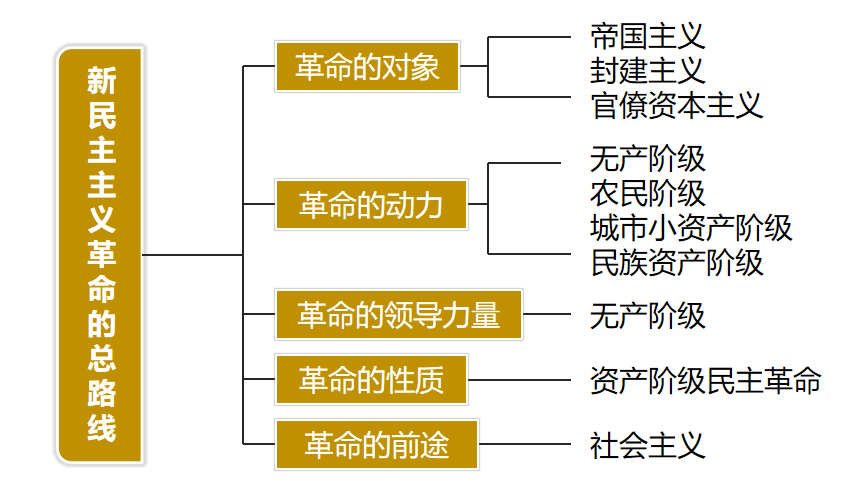 新民主主义革命的总路线
革命的对象
帝国主义
封建主义
官僚资本主义
革命的动力
无产阶级
农民阶级
城市小资产阶级
民族资产阶级
革命的领导力量
无产阶级
革命的性质
资产阶级民主革命
革命的前途
社会主义